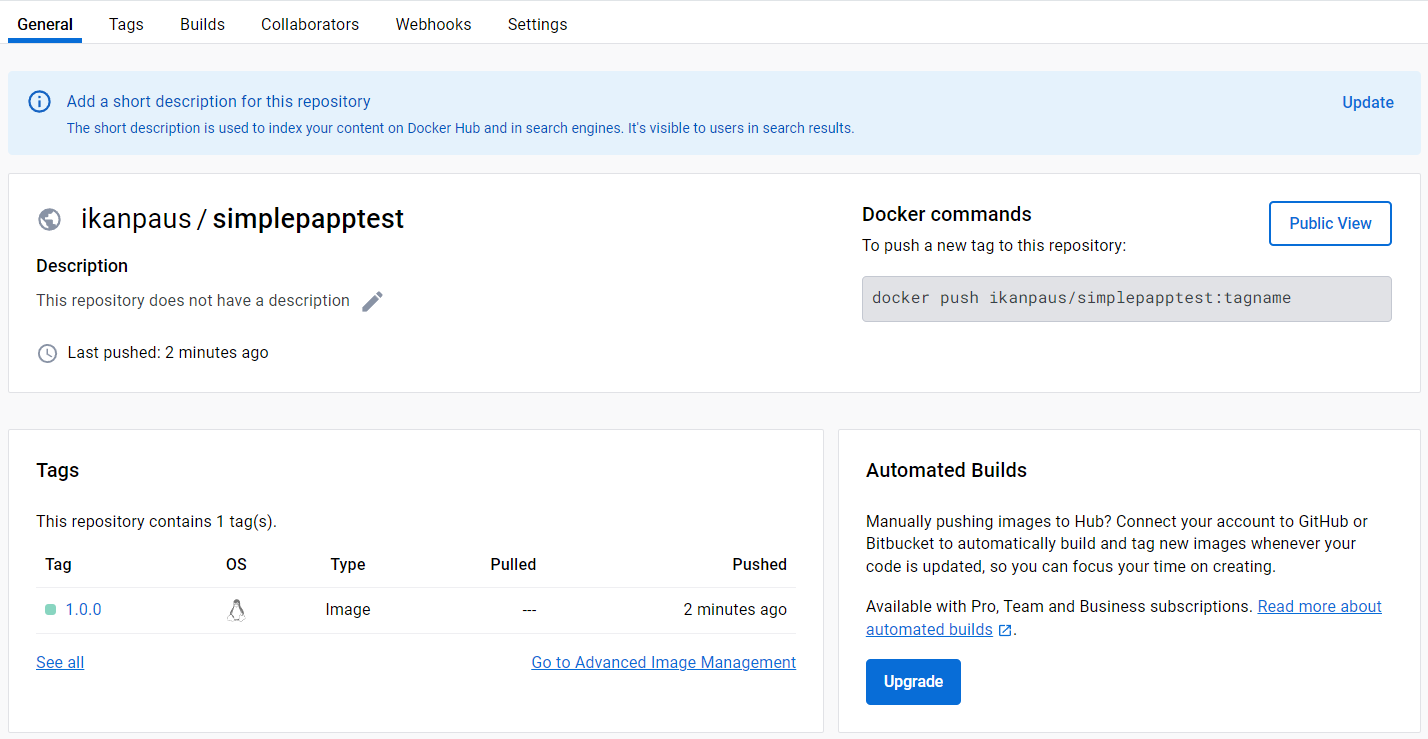 General Tags Builds Collaborators Webhooks Settings
Add a short description for this repository
Update
The short description is used to index your content on Docker Hub and in search engines. It's visible to users in search results.
ikanpaus / simplepapptest
Description
This repository does not have a description
Last pushed: 2 minutes ago
Docker commands
Public View
To push a new tag to this repository:
docker push ikanpaus/simplepapptest:tagname
Tags
This repository contains 1 tag(s).
Tag OS Type Pulled Pushed
1.0.0 Image --- 2 minutes ago
See all Go to Advanced Image Management
Automated Builds
Manually pushing images to Hub? Connect your account to GitHub or
Bitbucket to automatically build and tag new images whenever your
code is updated, so you can focus your time on creating.
Available with Pro, Team and Business subscriptions. Read more about
automated builds .
Upgrade